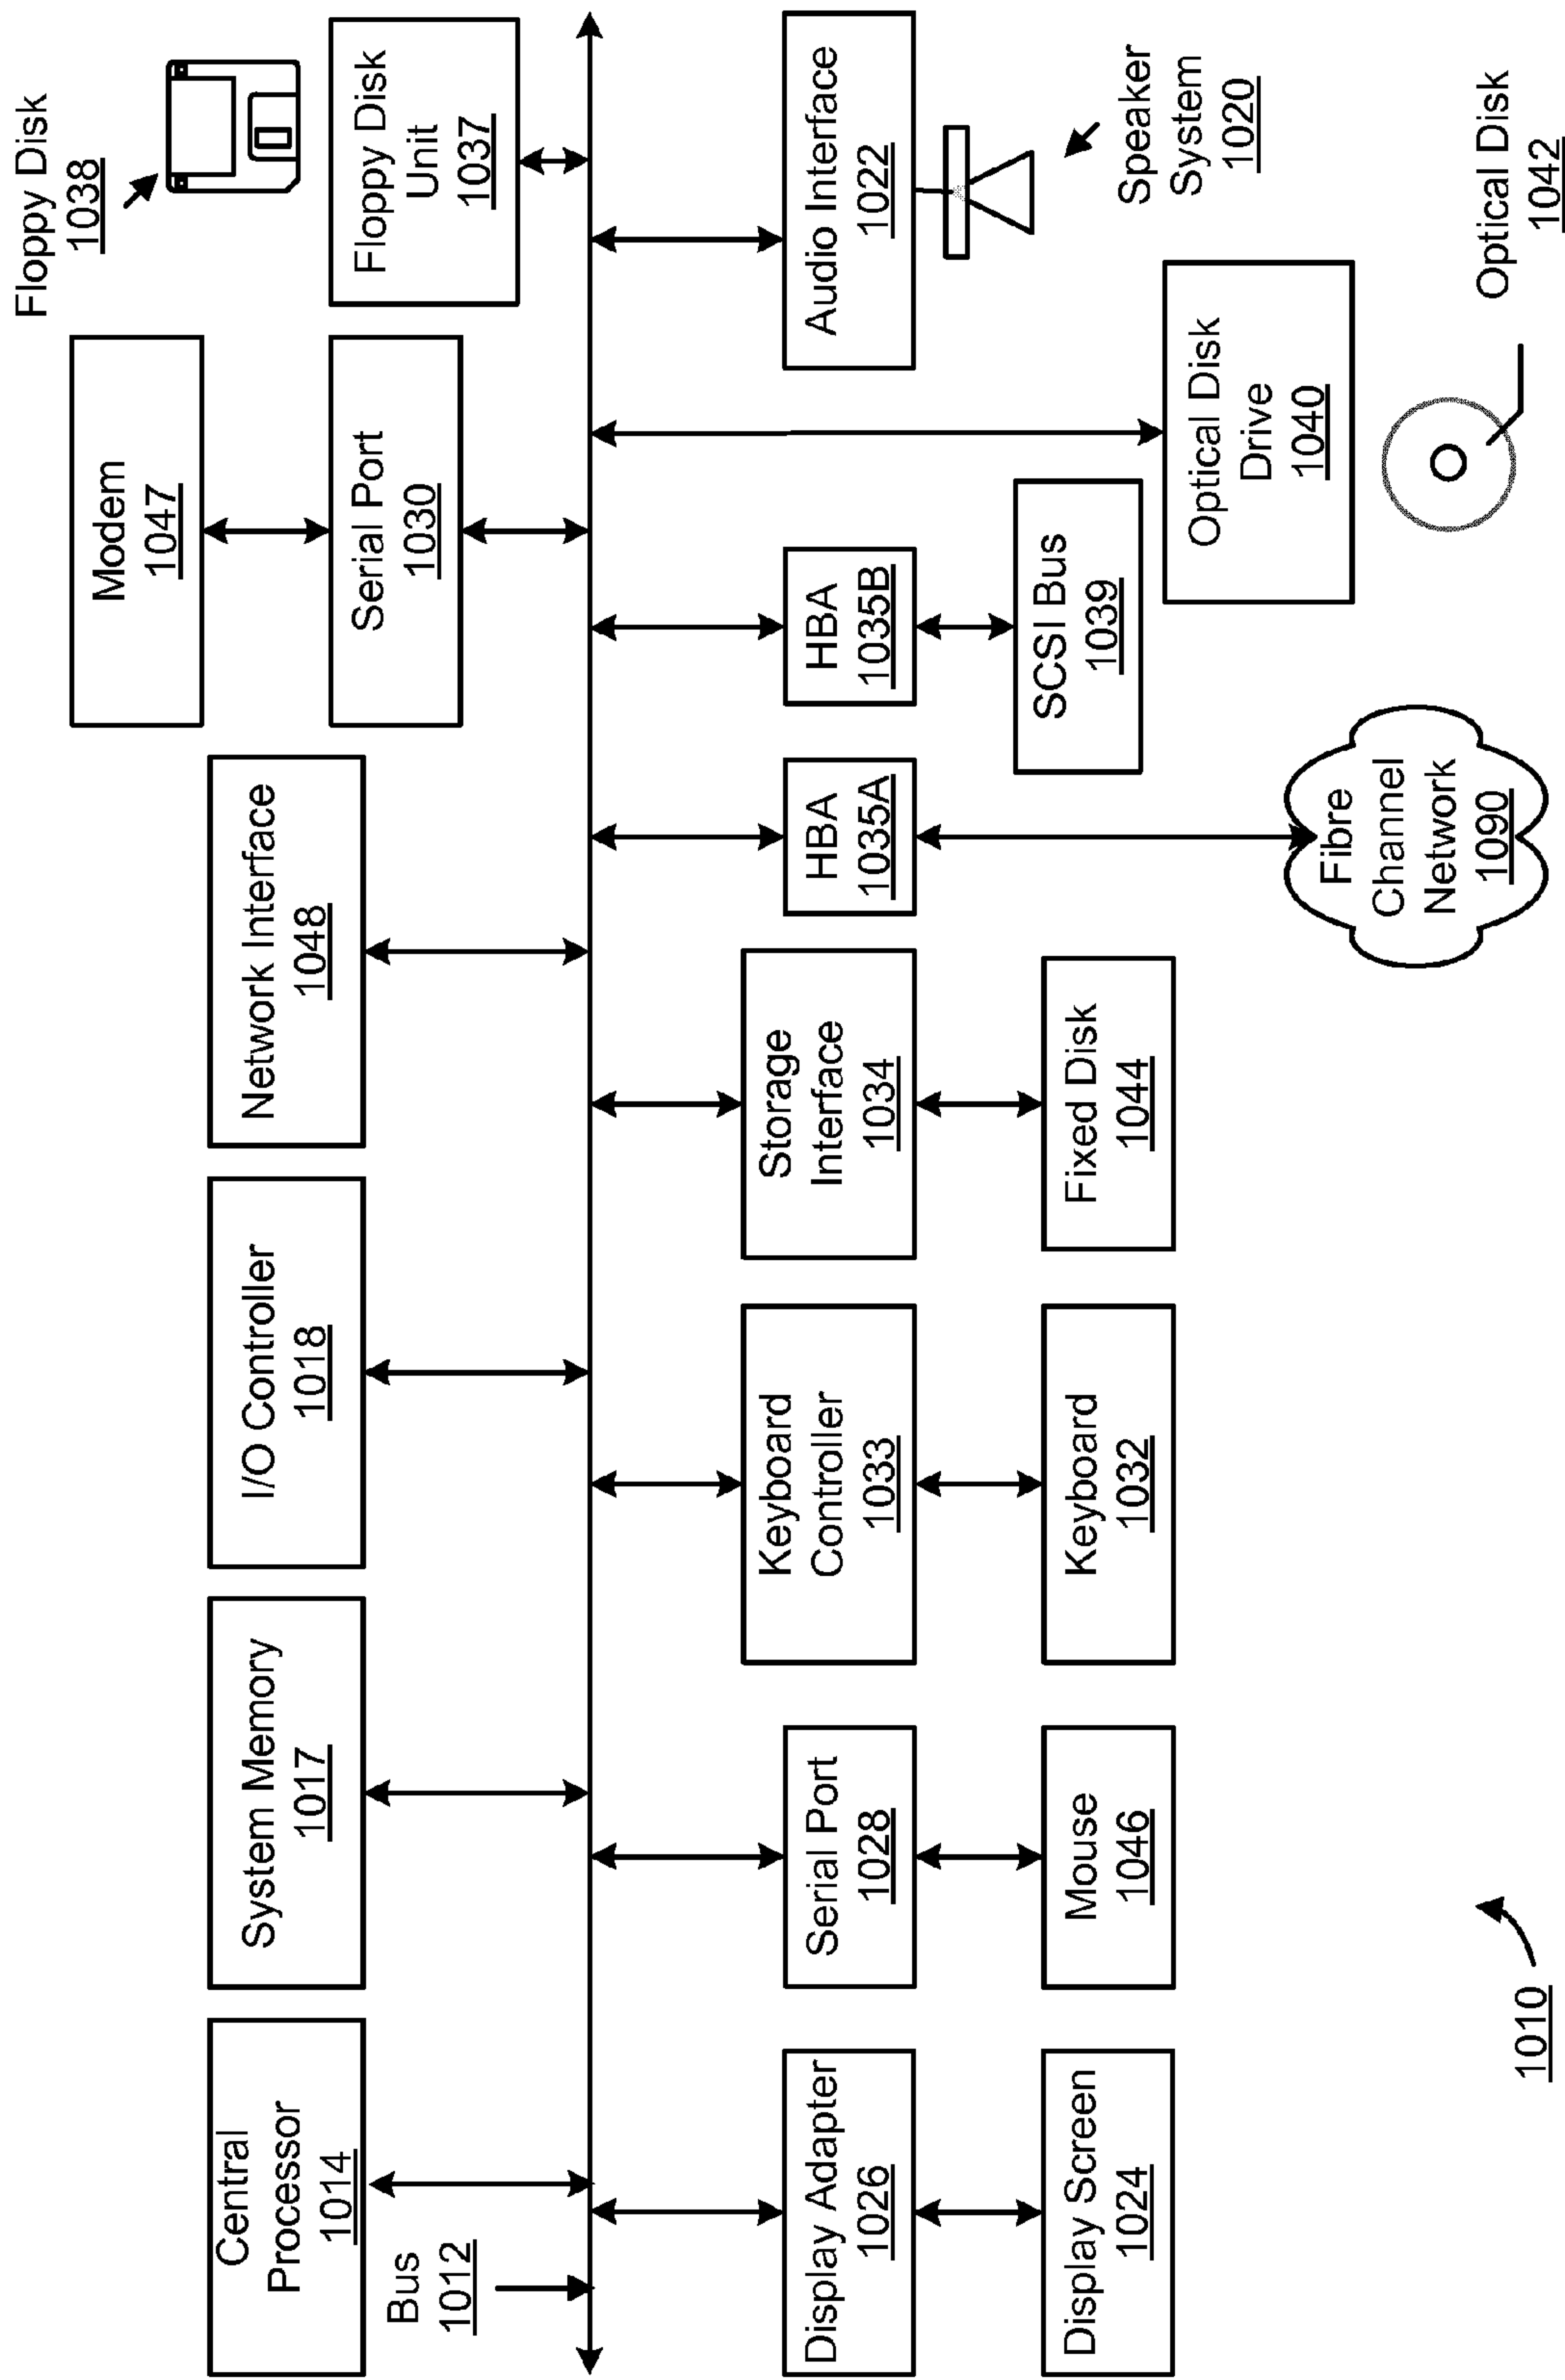 Floppy Disk
1038
Modem
1047
Central
Processor
1014
System Memory
1017
I/O Controller
1018
Network Interface
1048
Serial Port
1030
Floppy Disk
Unit
1037
Bus
1012
Display Adapter
1026
Serial Port
1028
Keyboard
Controller
1033
Storage
Interface
1034
HBA
1035A
HBA
1035B
Audio Interface
1022
Display Screen
1024
Mouse
1046
Keyboard
1032
Fixed Disk
1044
SCSI Bus
1039
Speaker
System
1020
Optical Disk
Drive
1040
Fibre
Channel
Network
1090
Optical Disk
1042
1010